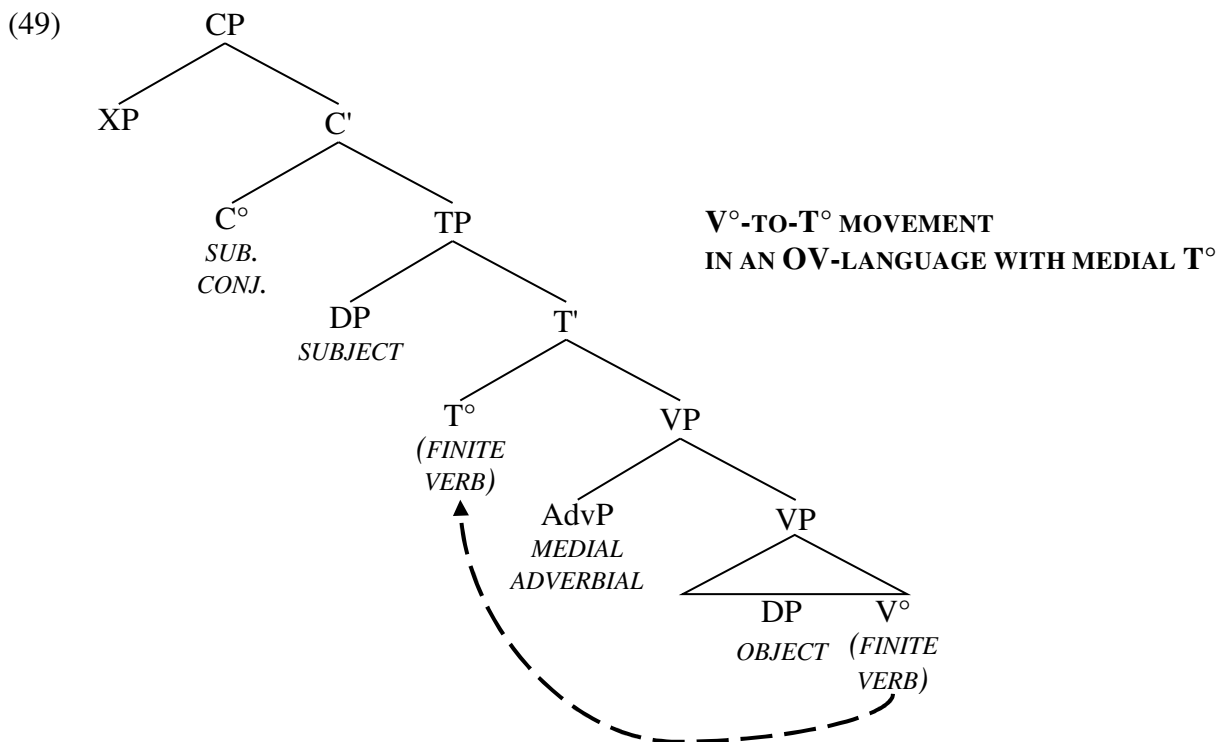 (49)
CP
XP
C'
C°
SUB.
CONJ.
TP
V°-TO-T° MOVEMENT
IN AN OV-LANGUAGE WITH MEDIAL T°
DP
SUBJECT
T'
T°
(FINITE
VERB)
VP
AdvP
MEDIAL
ADVERBIAL
VP
DP
OBJECT
V°
(FINITE
VERB)